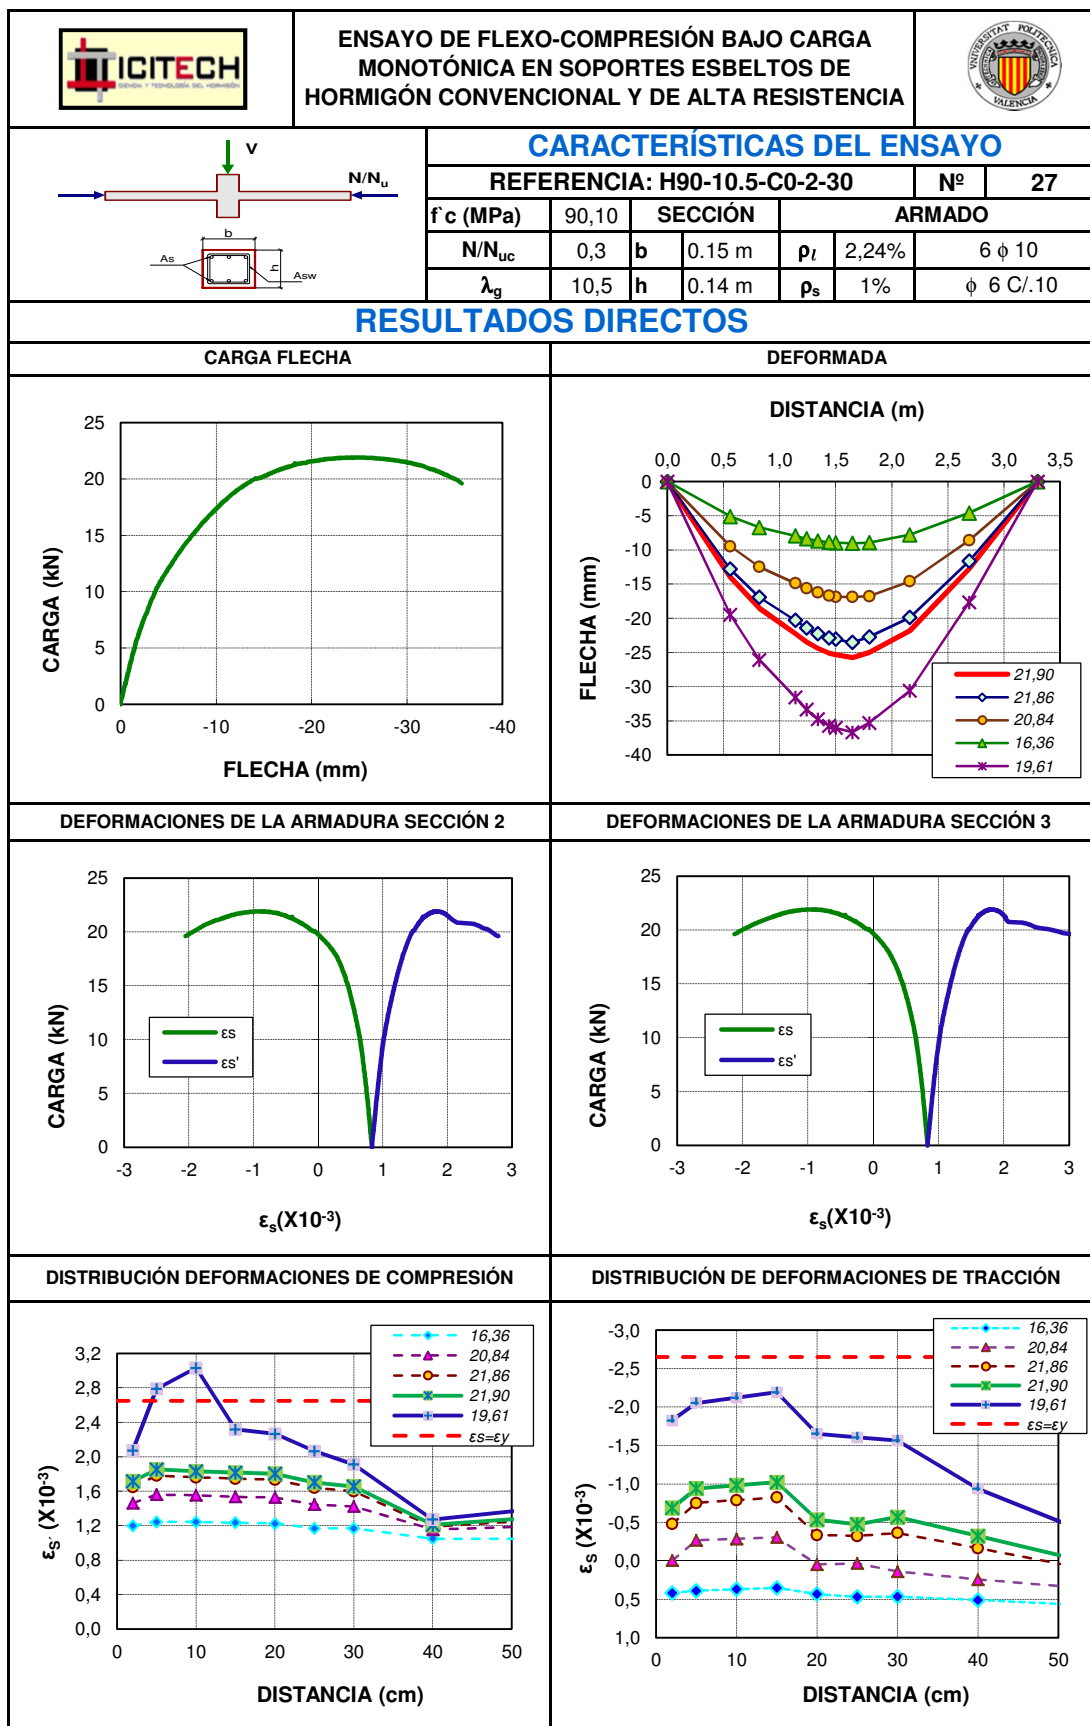 ICITECH
CIENCIA Y TECNOLOGÍA DEL HORMIGÓN
ENSAYO DE FLEXO-COMPRESIÓN BAJO CARGA
MONOTÓNICA EN SOPORTES ESBELTOS DE
HORMIGÓN CONVENCIONAL Y DE ALTA RESISTENCIA
UNIVERSITAT POLITECNICA
VALENCIA
V
N/Nu
b
As
h
Asw
CARACTERÍSTICAS DEL ENSAYO
REFERENCIA: H90-10.5-C0-2-30 Nº 27
f`c (MPa) 90,10 SECCIÓN ARMADO
N/Nuc 0,3 b 0.15 m ρl 2,24% 6 ϕ 10
λg 10,5 h 0.14 m ρs 1% ϕ 6 C/.10
RESULTADOS DIRECTOS
CARGA FLECHA
25
20
15
10
5
0
0 -10 -20 -30 -40
CARGA (kN)
FLECHA (mm)
DEFORMADA
DISTANCIA (m)
0,0 0,5 1,0 1,5 2,0 2,5 3,0 3,5
0
-5
-10
-15
-20
-25
-30
-35
-40
FLECHA (mm)
21,90
21,86
20,84
16,36
19,61
DEFORMACIONES DE LA ARMADURA SECCIÓN 2
25
20
15
10
5
0
-3 -2 -1 0 1 2 3
CARGA (kN)
εs
εs'
εs(X10-3)
DEFORMACIONES DE LA ARMADURA SECCIÓN 3
25
20
15
10
5
0
-3 -2 -1 0 1 2 3
CARGA (kN)
εs
εs'
εs(X10-3)
DISTRIBUCIÓN DEFORMACIONES DE COMPRESIÓN
3,2
2,8
2,4
2,0
1,6
1,2
0,8
0,4
0,0
0 10 20 30 40 50
εs' (X10-3)
DISTANCIA (cm)
16,36
20,84
21,86
21,90
19,61
εs=εy
DISTRIBUCIÓN DE DEFORMACIONES DE TRACCIÓN
-3,0
-2,5
-2,0
-1,5
-1,0
-0,5
0,0
0,5
1,0
0 10 20 30 40 50
εs (X10-3)
DISTANCIA (cm)
16,36
20,84
21,86
21,90
19,61
εs=εy